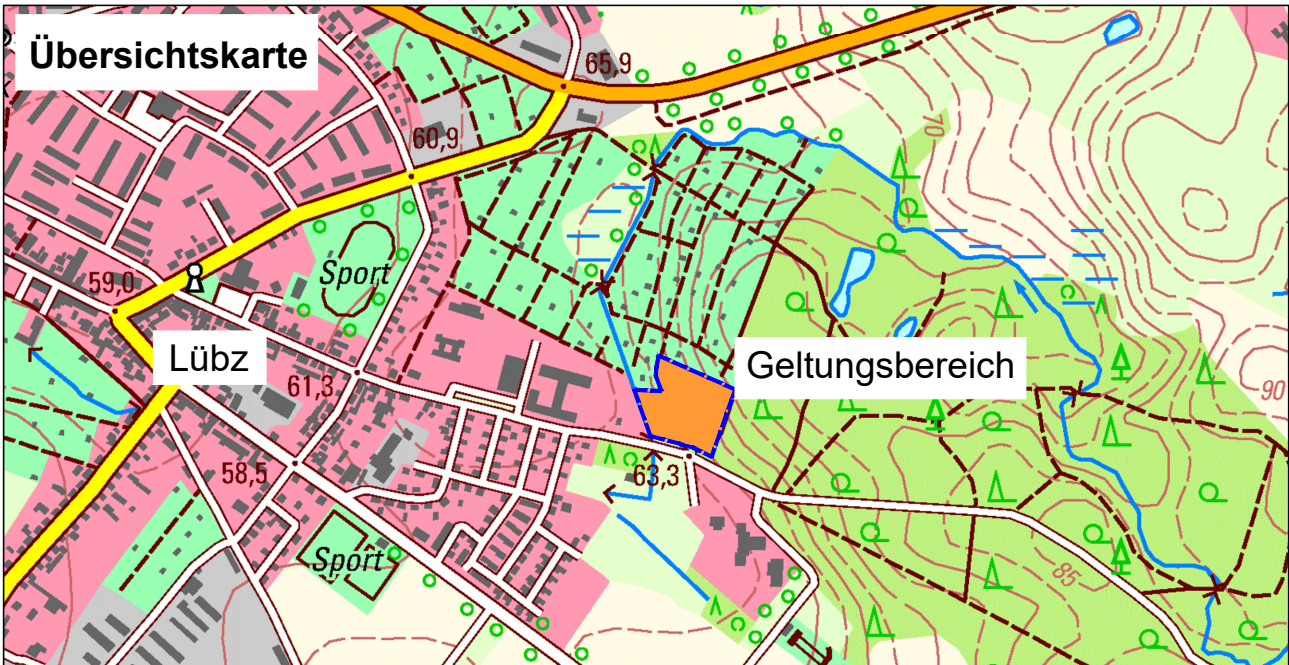 Übersichtskarte
65,9
60,9
70
Sport
59,0
Lübz
Geltungsbereich
61,3
90
58,5
63,3
Sport
85